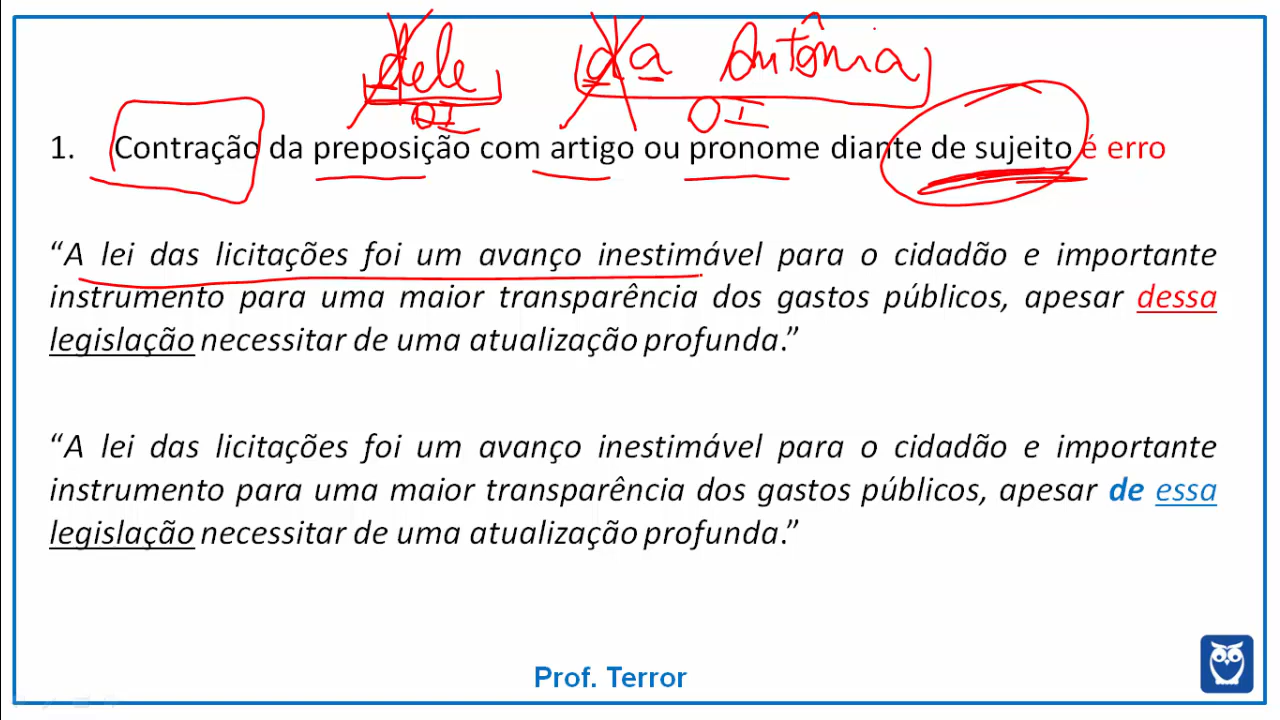 dele da Antônia
OI OI
1. Contração da preposição com artigo ou pronome diante de sujeito é erro
“A lei das licitações foi um avanço inestimável para o cidadão e importante
instrumento para uma maior transparência dos gastos públicos, apesar dessa
legislação necessitar de uma atualização profunda.”
“A lei das licitações foi um avanço inestimável para o cidadão e importante
instrumento para uma maior transparência dos gastos públicos, apesar de essa
legislação necessitar de uma atualização profunda.”
Prof. Terror